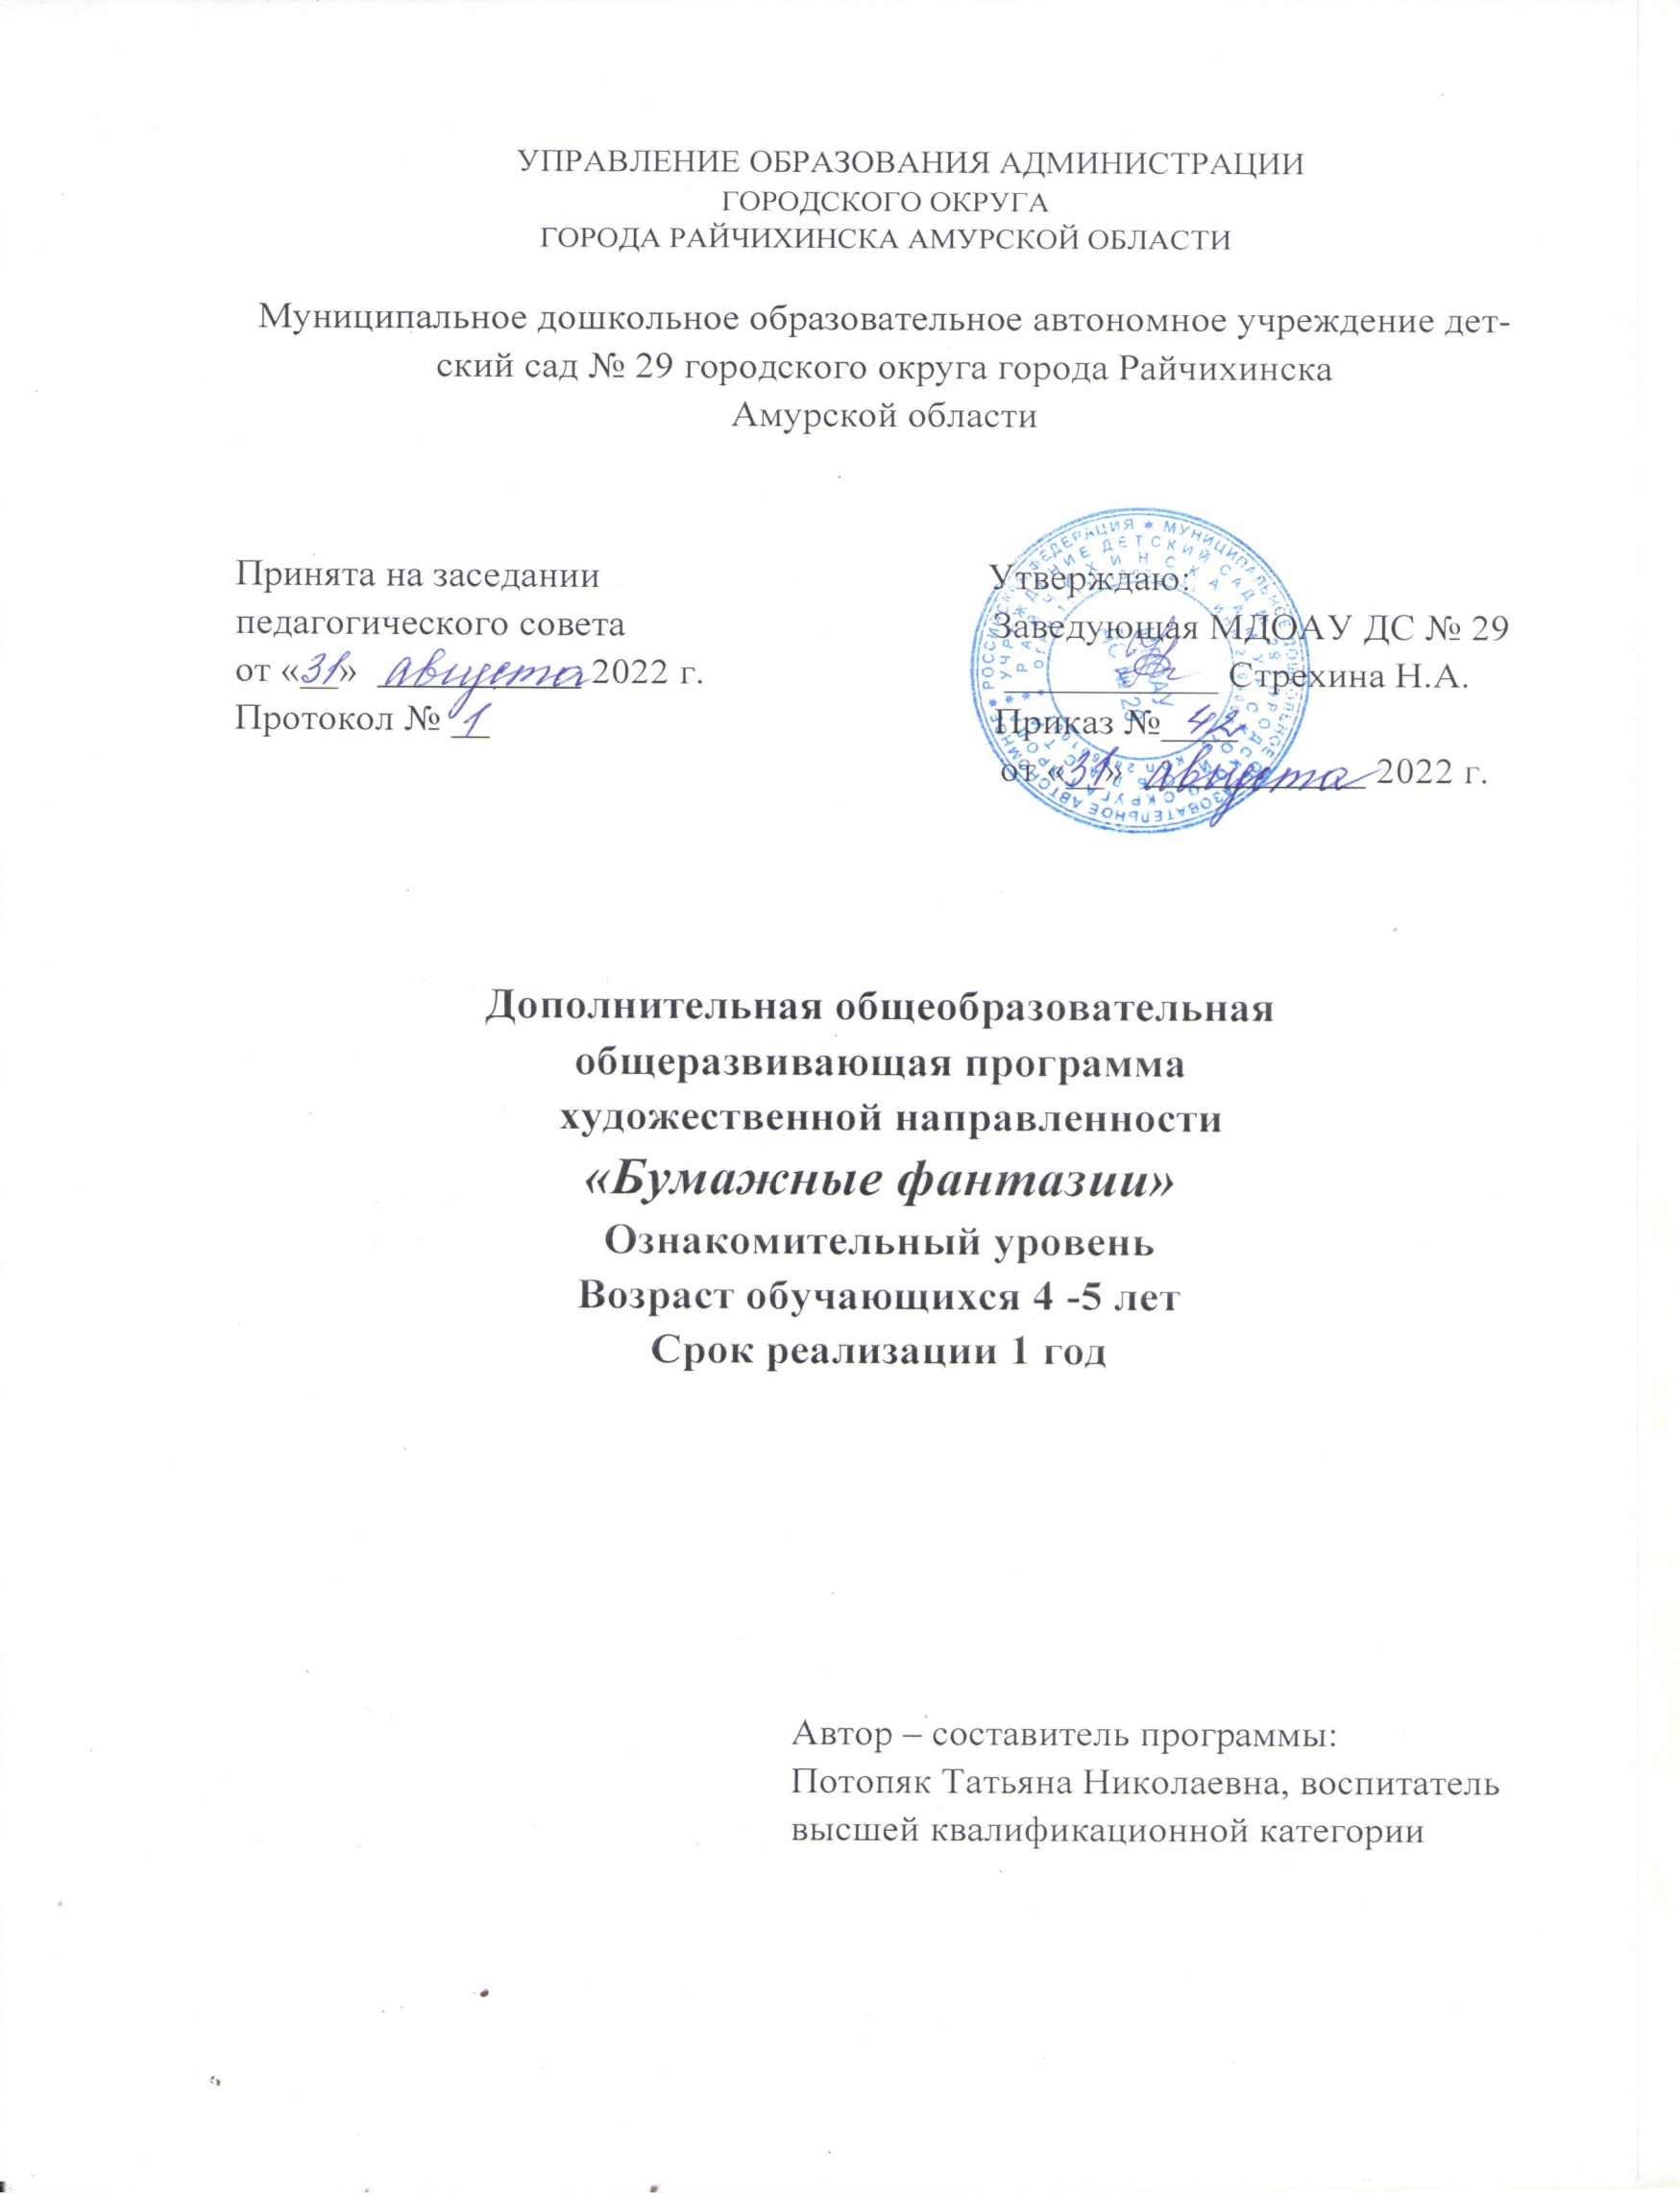 УПРАВЛЕНИЕ ОБРАЗОВАНИЯ АДМИНИСТРАЦИИ
ГОРОДСКОГО ОКРУГА
ГОРОДА РАЙЧИХИНСКА АМУРСКОЙ ОБЛАСТИ
Муниципальное дошкольное образовательное автономное учреждение дет-
ский сад № 29 городского округа города Райчихинска
Амурской области
Принята на заседании
педагогического совета
от «31» августа 2022 г.
Протокол № 1
Утверждаю:
Заведующая МДОАУ ДС № 29
Стрехина Н.А.
Приказ № 42
от «31» августа 2022 г.
Дополнительная общеобразовательная
общеразвивающая программа
художественной направленности
«Бумажные фантазии»
Ознакомительный уровень
Возраст обучающихся 4 -5 лет
Срок реализации 1 год
Автор – составитель программы:
Потопяк Татьяна Николаевна, воспитатель
высшей квалификационной категории